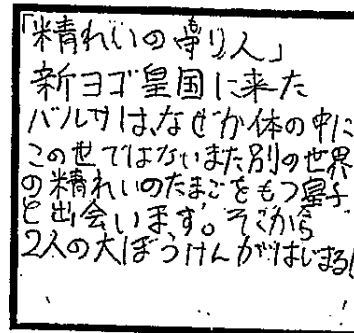 「精れいの守り人」
新ヨゴ皇国に来た
バルサは、なぜか体の中に
この世ではないまた別の世界
の精れいのたまごをもつ皇子
と出会います。そこから
2人の大ぼうけんがはじまる!